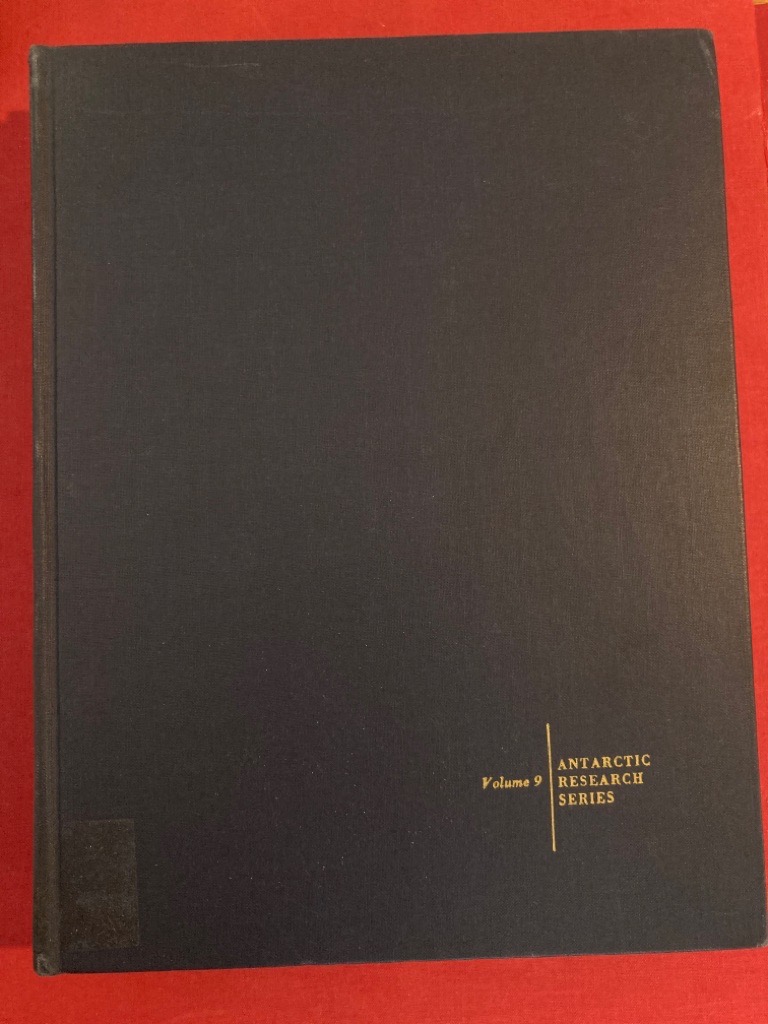 Volume 9
ANTARCTIC
RESEARCH
SERIES